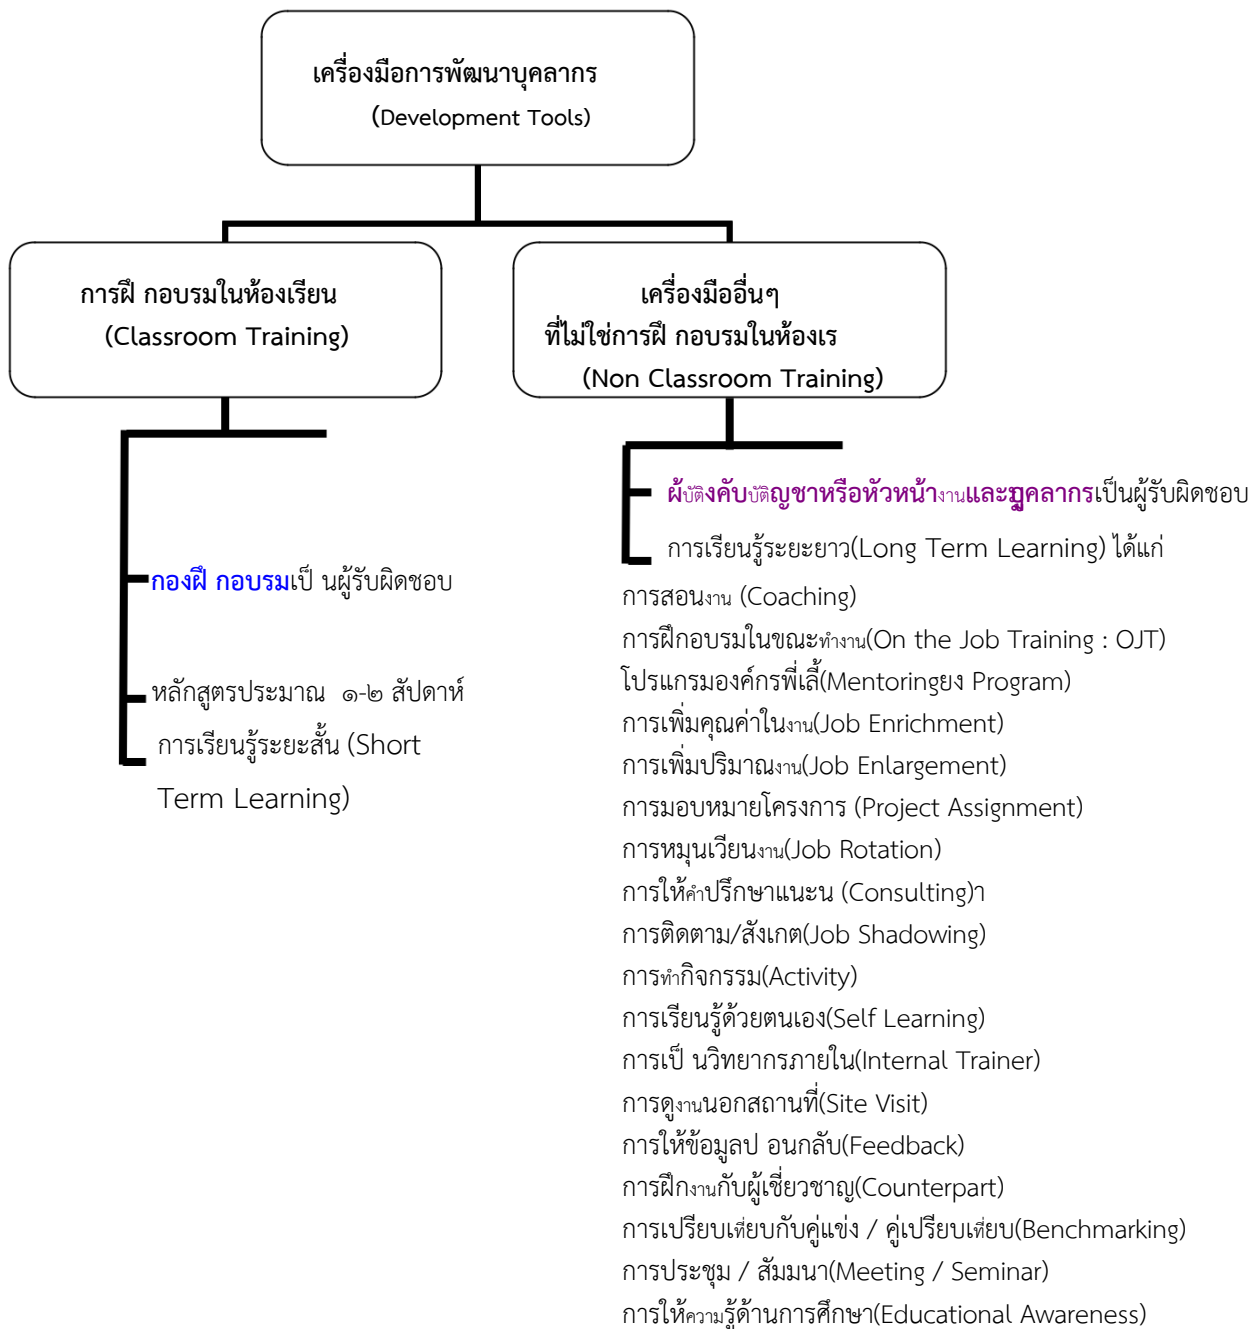 เครื่องมือการพัฒนาบุคลากร
(Development Tools)
การฝึ กอบรมในห้องเรียน
(Classroom Training)
เครื่องมืออื่นๆ
ที่ไม่ใช่การฝึ กอบรมในห้องเร
(Non Classroom Training)
กองฝึ กอบรมเป็ นผู้รับผิดชอบ
หลักสูตรประมาณ ๑-๒ สัปดาห์
การเรียนรู้ระยะสั้น (Short
Term Learning)
ผู้บัติงคับบัติญชาหรือหัวหน้างานและบุคลากรเป็นผู้รับผิดชอบ
การเรียนรู้ระยะยาว(Long Term Learning) ได้แก่
การสอนงาน (Coaching)
การฝึกอบรมในขณะทำงาน(On the Job Training : OJT)
โปรแกรมองค์กรพี่เลี้(Mentoringยง Program)
การเพิ่มคุณค่าในงาน(Job Enrichment)
การเพิ่มปริมาณงาน(Job Enlargement)
การมอบหมายโครงการ (Project Assignment)
การหมุนเวียนงาน(Job Rotation)
การให้คำปรึกษาแนะน (Consulting)า
การติดตาม/สังเกต(Job Shadowing)
การทำกิจกรรม(Activity)
การเรียนรู้ด้วยตนเอง(Self Learning)
การเป็ นวิทยากรภายใน(Internal Trainer)
การดูงานนอกสถานที่(Site Visit)
การให้ข้อมูลป อนกลับ(Feedback)
การฝึกงานกับผู้เชี่ยวชาญ(Counterpart)
การเปรียบเที่ยบกับคู่แข่ง / คู่เปรียบเที่ยบ(Benchmarking)
การประชุม / สัมมนา(Meeting / Seminar)
การให้ความรู้ด้านการศึกษา(Educational Awareness)